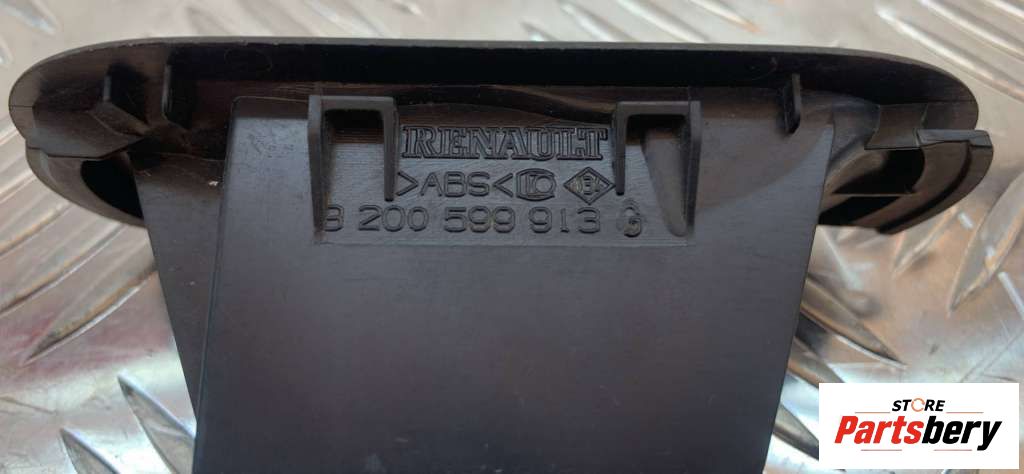 RENAULT
>ABS<
8 200 599 913 G
STORE
Partsbery